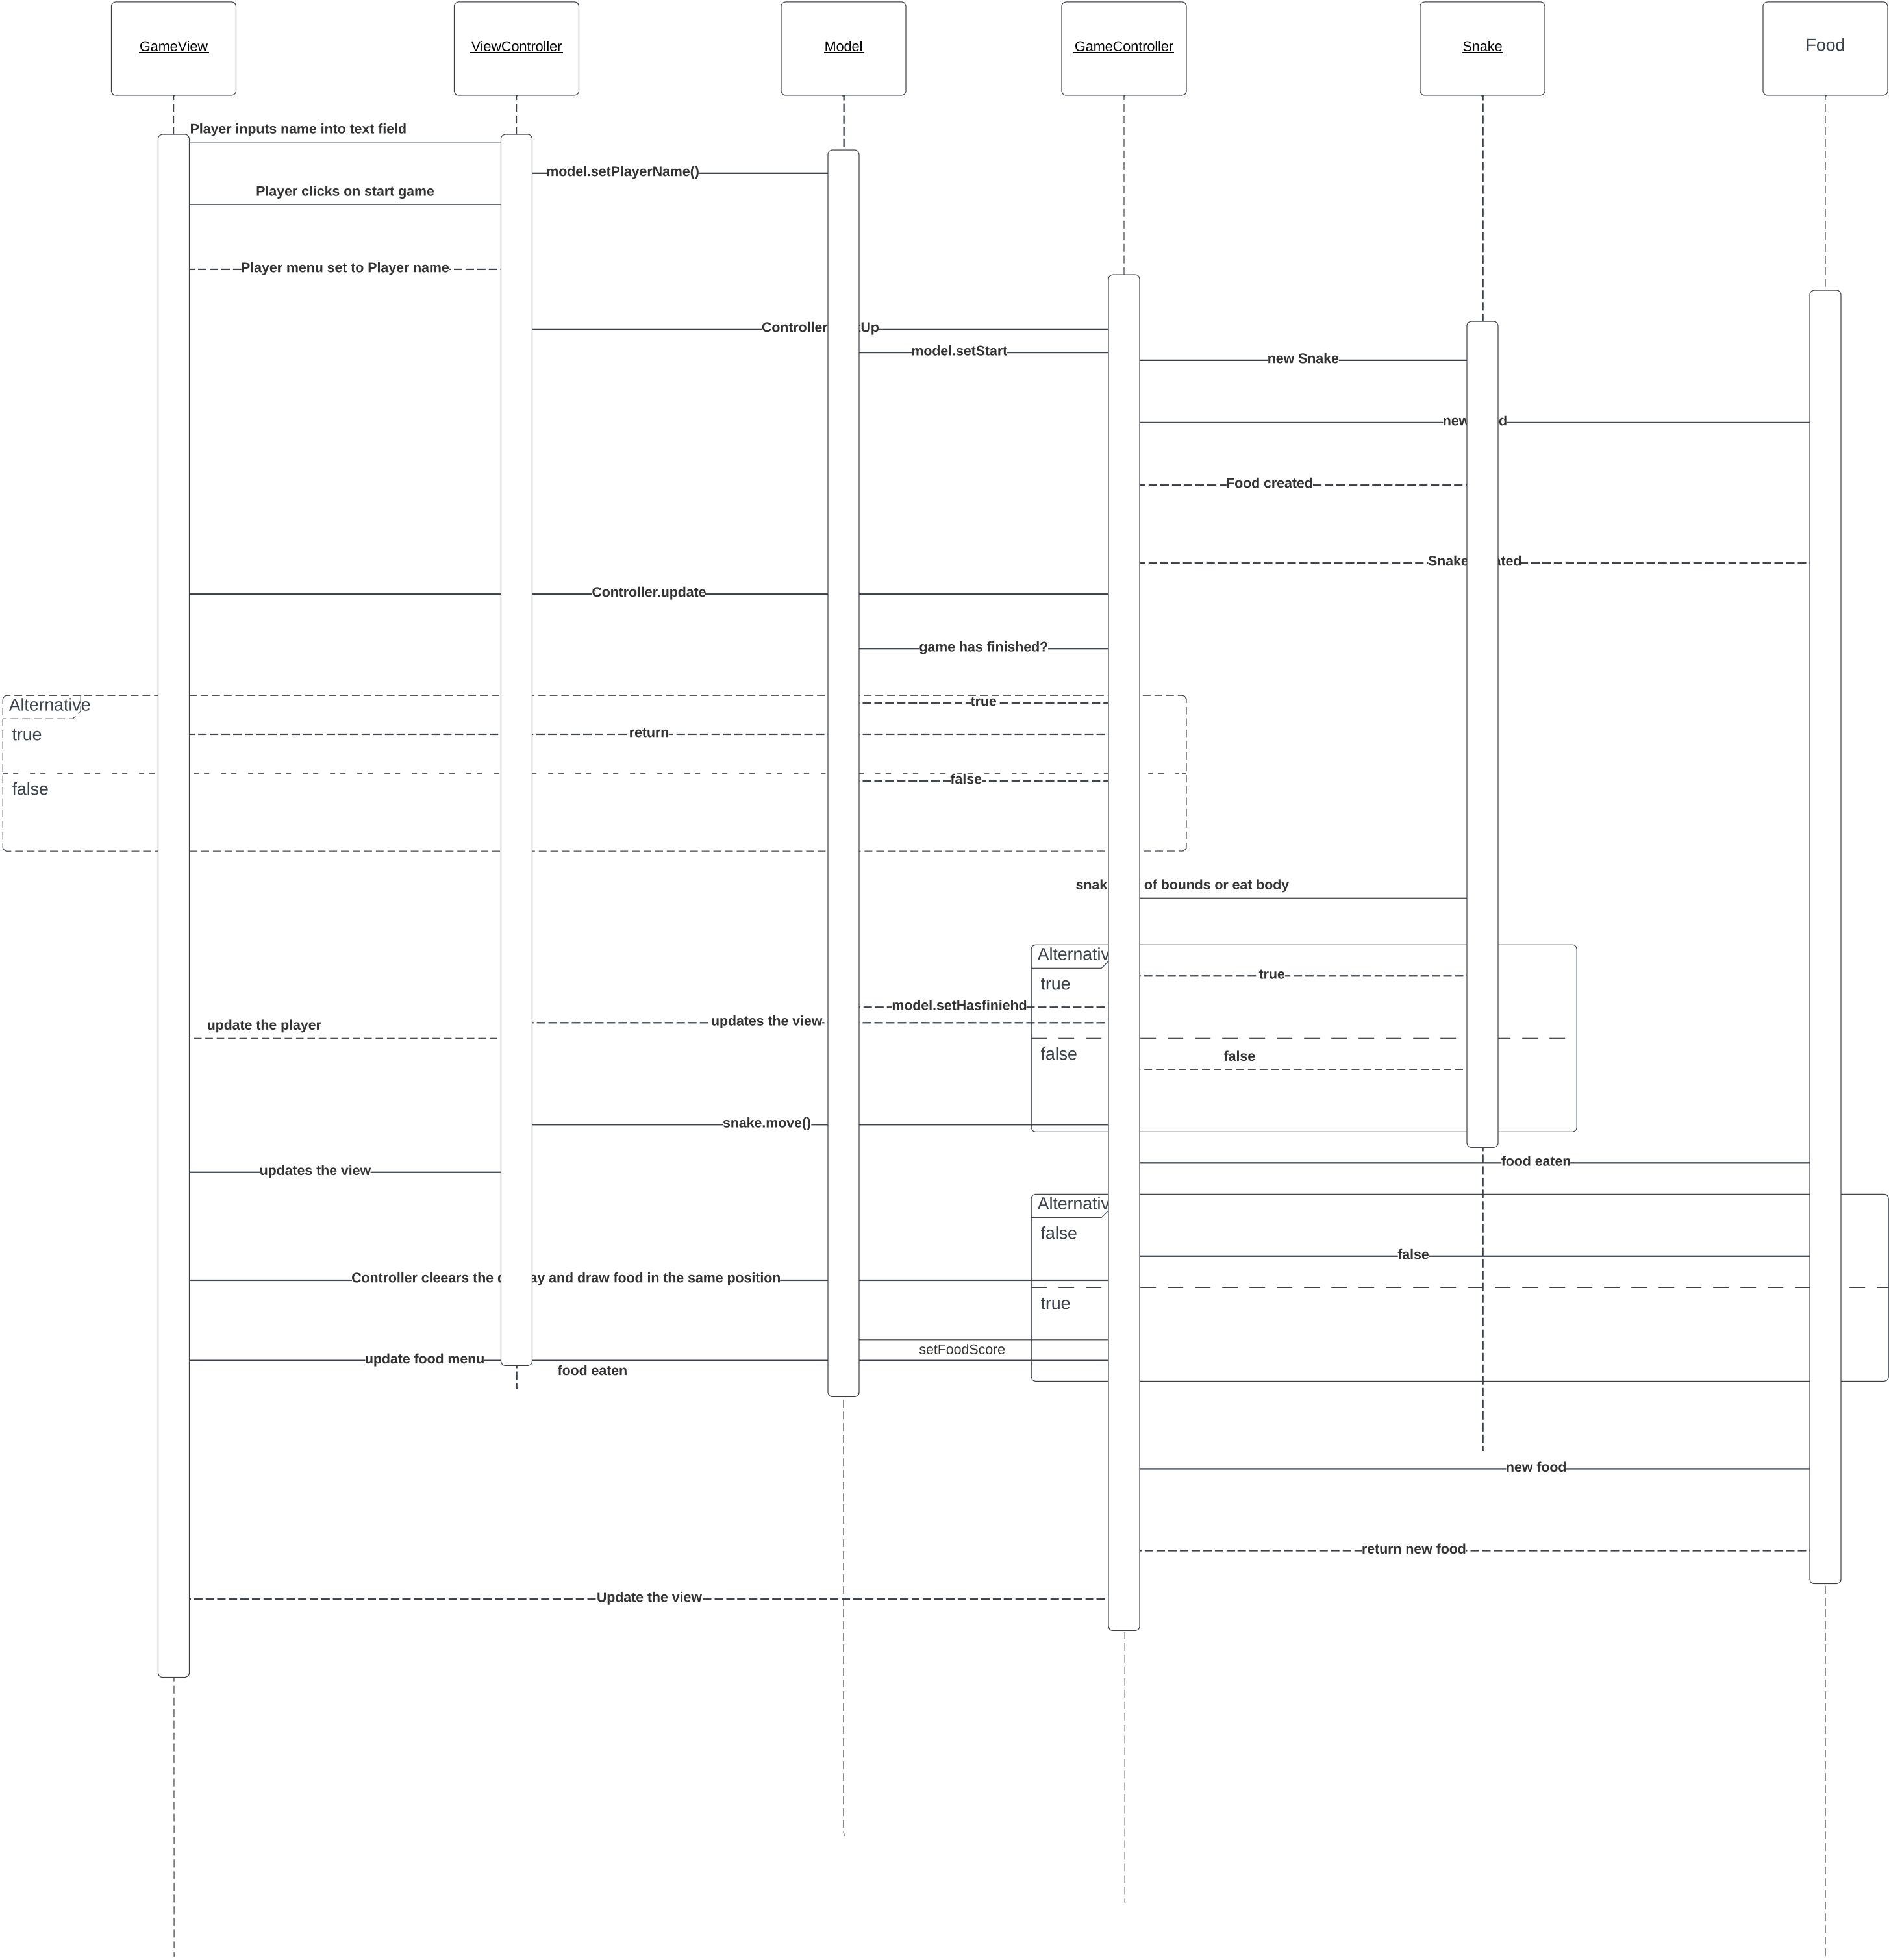 GameView
ViewController
Model
GameController
Snake
Food
Player inputs name into text field
model.setPlayerName()
Player clicks on start game
Player menu set to Player name
Controller
model.setStart
new Snake
new
Food created
Snake
Controller.update
game has finished?
Alternative
true
true
return
false
false
of bounds or eat body
Alternativ
true
true
model.setHasfiniehd
updates the view
update the player
false
false
snake.move()
food eaten
updates the view
Alternativ
false
false
Controller cleears the and draw food in the same position
true
setFoodScore
update food menu
food eaten
new food
return new food
Update the view